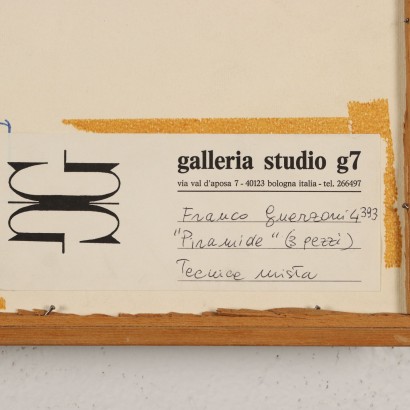 galleria studio g7
via val d'aposa 7 - 40123 bologna italia - tel. 266497
Franco Guerzoni 4393
"Piramide" (3 pezzi)
Tecnica mista